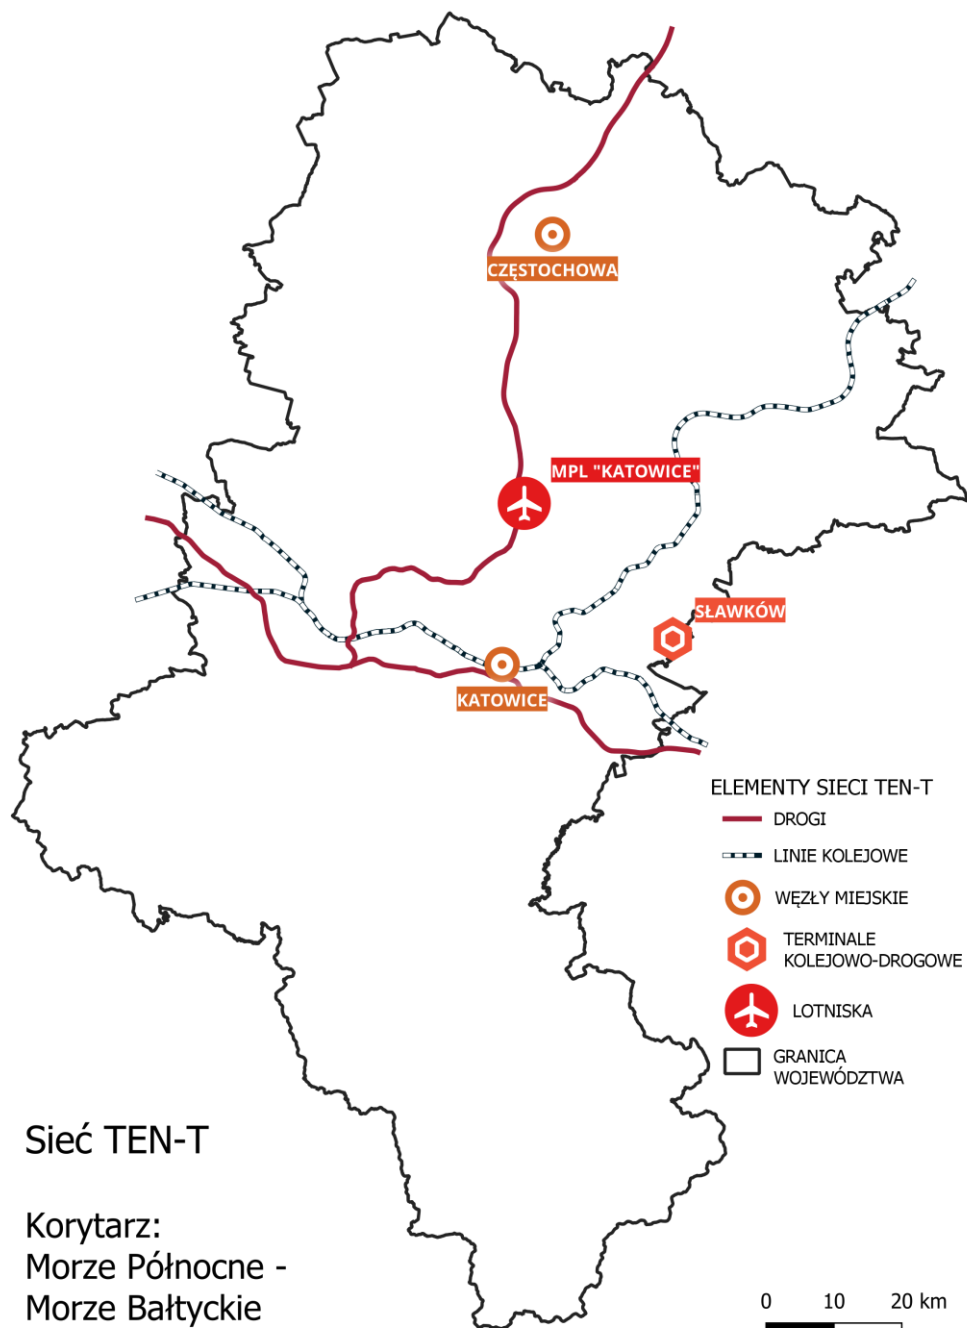 CZĘSTOCHOWA
MPL "KATOWICE"
SŁAWKÓW
KATOWICE
ELEMENTY SIECI TEN-T
DROGI
LINIE KOLEJOWE
WĘZŁY MIEJSKIE
TERMINALE
KOLEJOWO-DROGOWE
LOTNISKA
GRANICA
WOJEWÓDZTWA
Sieć TEN-T
Korytarz:
Morze Północne -
Morze Bałtyckie
0 10 20 km